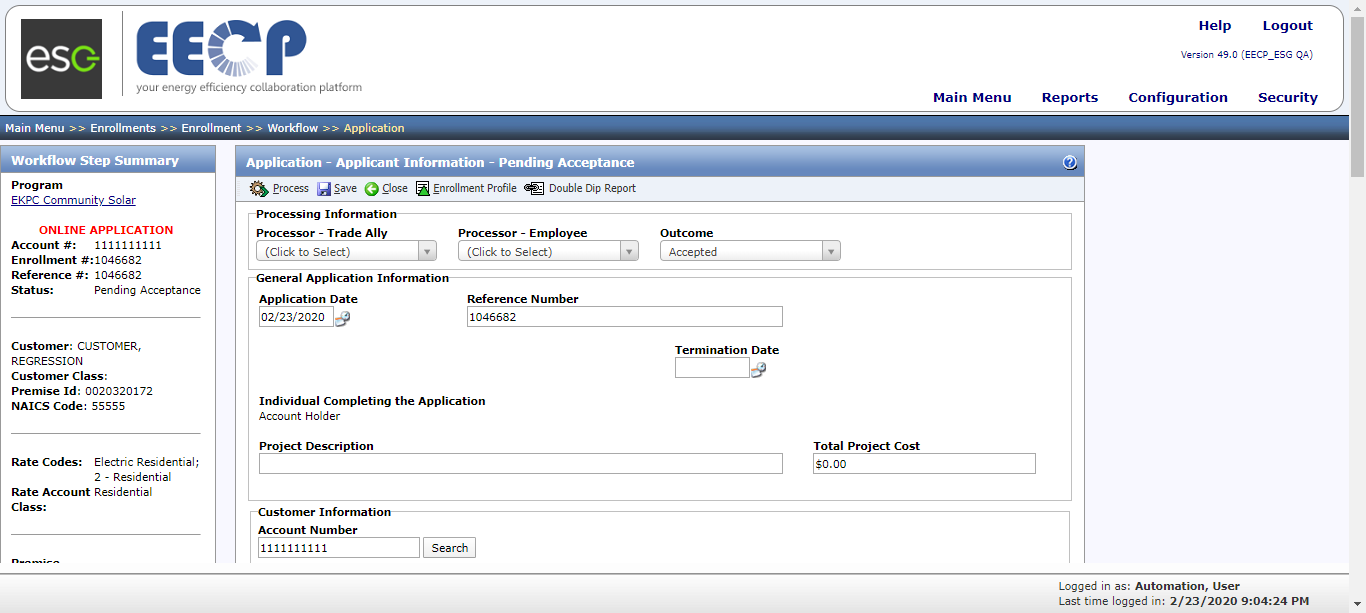 esc
EECP
your energy efficiency collaboration platform
Help Logout
Version 49.0 (EECP_ESG QA)
Main Menu Reports Configuration Security
Main Menu >> Enrollments >> Enrollment >> Workflow >> Application
Workflow Step Summary
Program
EKPC Community Solar
ONLINE APPLICATION
Account #: 1111111111
Enrollment #: 1046682
Reference #: 1046682
Status: Pending Acceptance
Customer: CUSTOMER,
REGRESSION
Customer Class:
Premise Id: 0020320172
NAICS Code: 55555
Rate Codes: Electric Residential;
2 - Residential
Rate Account Residential
Class:
Premise
Application - Applicant Information - Pending Acceptance
?
Process Save Close Enrollment Profile Double Dip Report
Processing Information
Processor - Trade Ally Processor - Employee Outcome
(Click to Select) (Click to Select) Accepted
General Application Information
Application Date Reference Number
02/23/2020 1046682
Termination Date
Individual Completing the Application
Account Holder
Project Description Total Project Cost
$0.00
Customer Information
Account Number
1111111111 Search
Logged in as: Automation, User
Last time logged in: 2/23/2020 9:04:24 PM